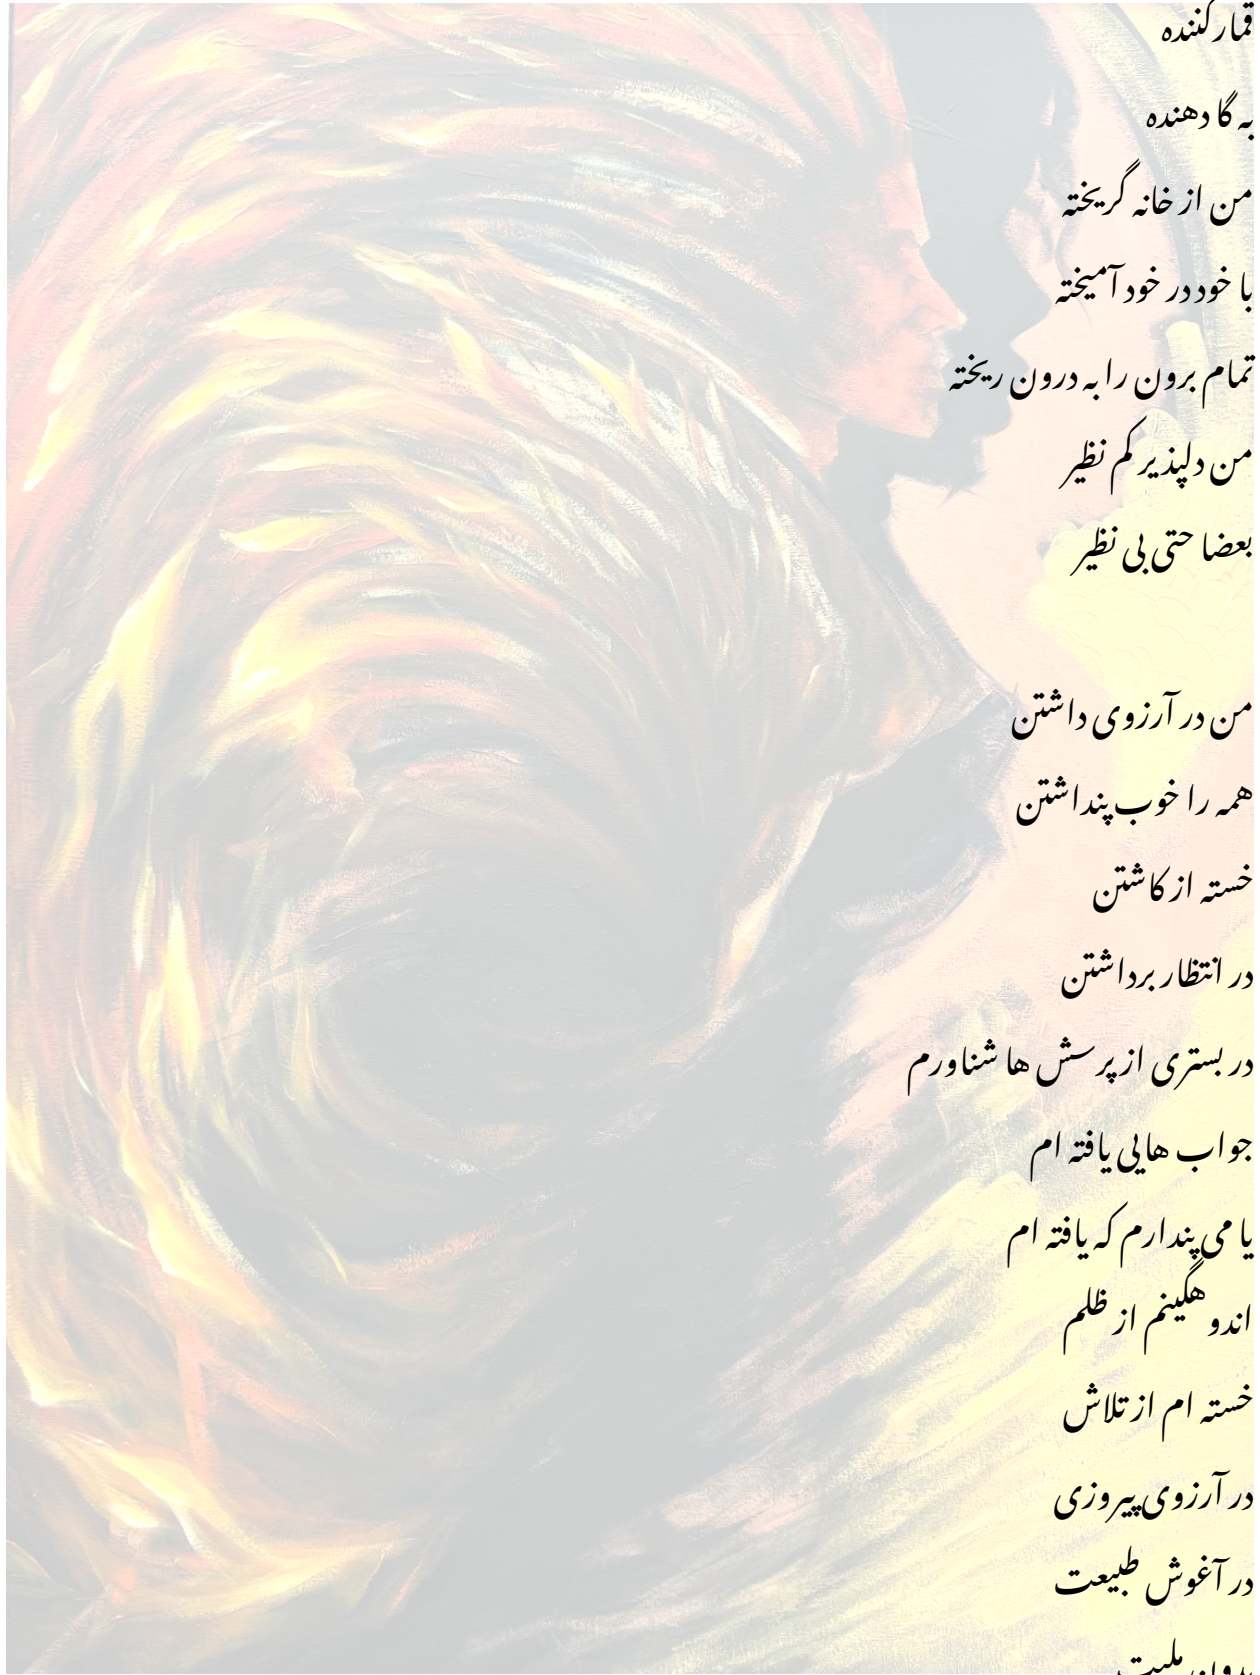 قمارکننده
به گا دهنده
من از خانه گریخته
با خود در خود آمیخته
تمام برون را به درون ریخته
من دلپذیر کم نظیر
بعضا حتی بی نظیر
من در آرزوی داشتن
همه را خوب پنداشتن
خسته از کاشتن
در انتظار برداشتن
در بستری از پرسش ها شناورم
جواب هایی یافته ام
یا می پندارم که یافته ام
اندوهگینم از ظلم
خسته ام از تلاش
در آرزوی پیروزی
در آغوش طبیعت